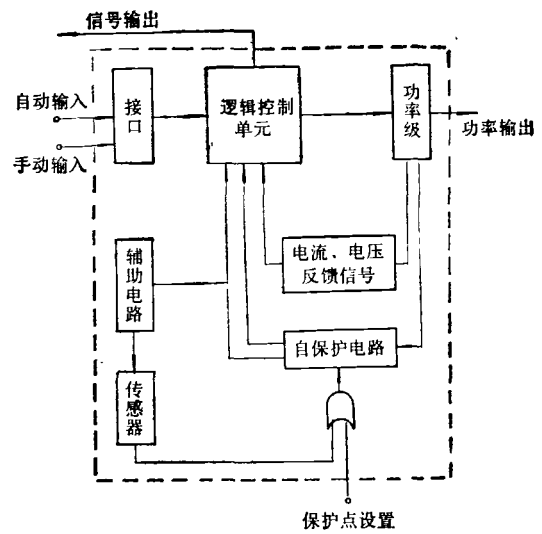 信号输出
自动输入
手动输入
接口
逻辑控制
单元
功率级
功率输出
辅助电路
电流、电压
反馈信号
自保护电路
传感器
保护点设置